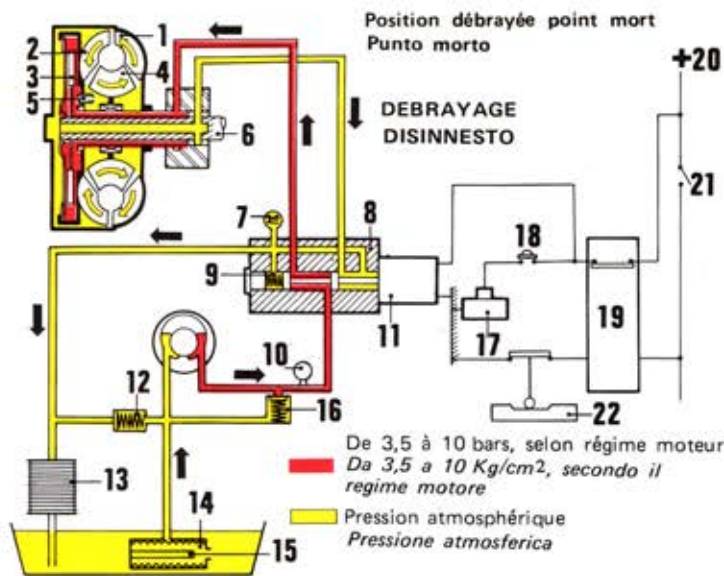 Position débrayée point mort
Punto morto
1
2
3
4
5
6
DEBRAYAGE
DISINNESTO
+20
21
7
8
9
18
10
11
17
19
12
16
22
13
14
15
De 3,5 à 10 bars, selon régime moteur
Da 3,5 a 10 Kg/cm2, secondo il
regime motore
Pression atmosphérique
Pressione atmosferica